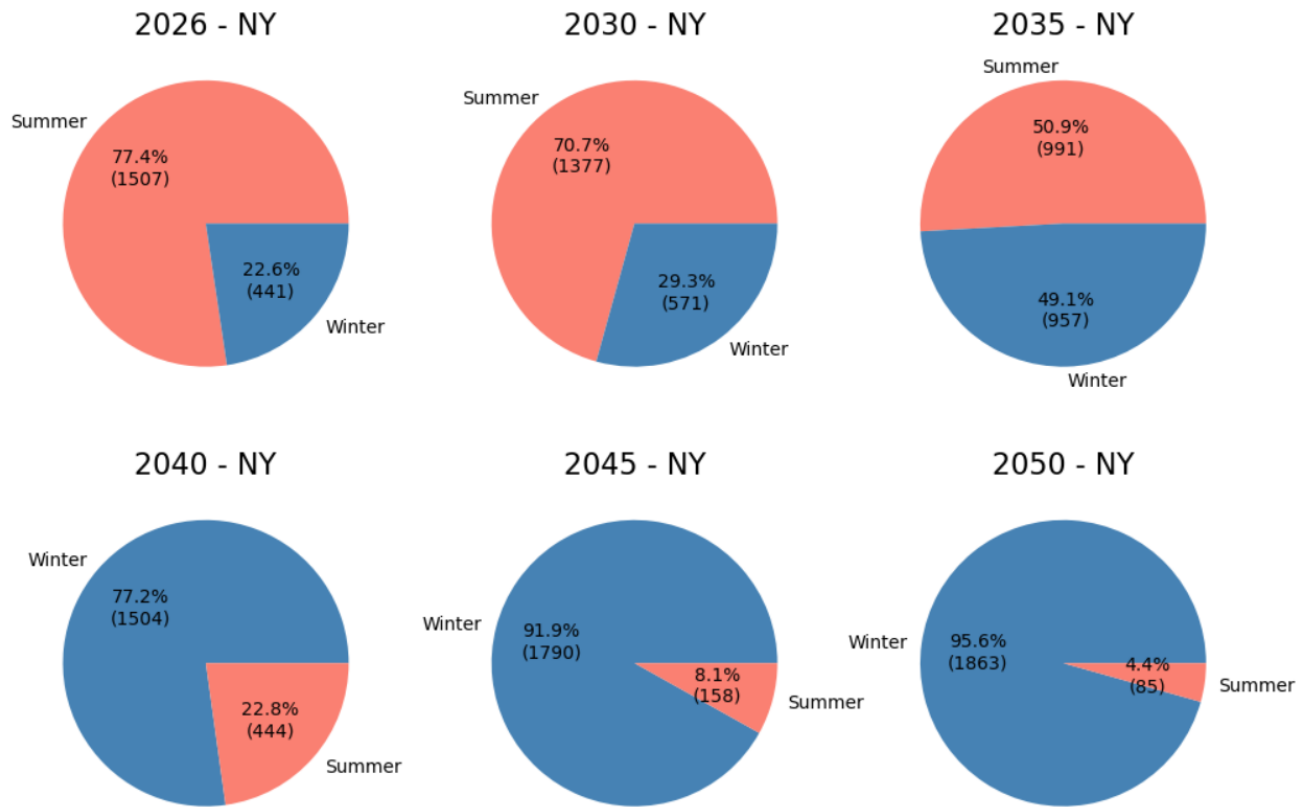 2026 - NY
Summer
77.4%
(1507)
22.6%
(441)
Winter
2030 - NY
Summer
70.7%
(1377)
29.3%
(571)
Winter
2035 - NY
Summer
50.9%
(991)
49.1%
(957)
Winter
2040 - NY
Winter
77.2%
(1504)
22.8%
(444)
Summer
2045 - NY
Winter
91.9%
(1790)
8.1%
(158)
Summer
2050 - NY
Winter
95.6%
(1863)
4.4%
(85)
Summer